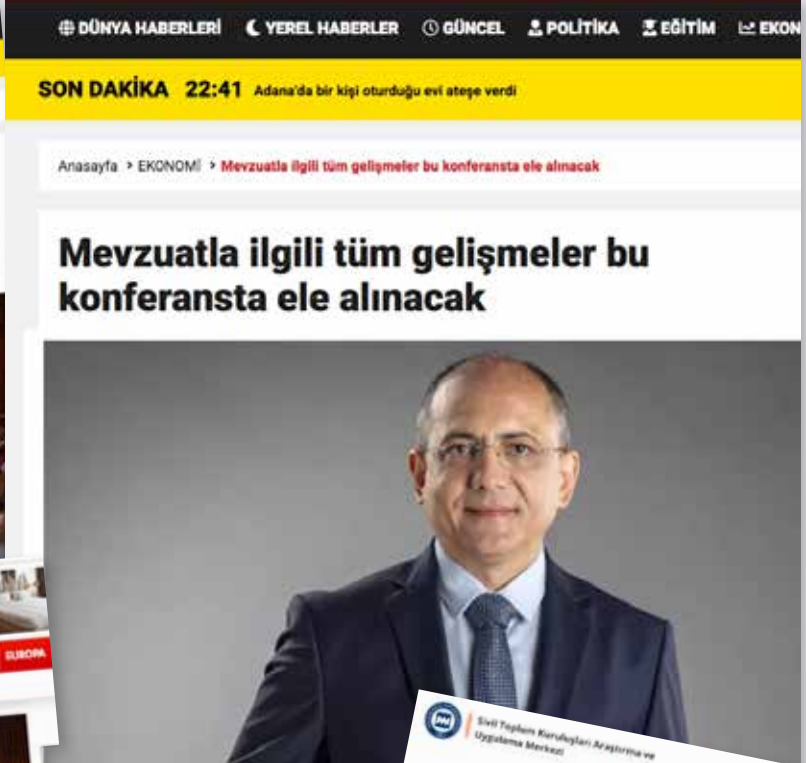 DÜNYA HABERLERİ YEREL HABERLER GÜNCEL POLİTİKA EĞİTİM EKON
SON DAKİKA 22:41 Adana'da bir kişi oturduğu evi ateşe verdi
Anasayfa > EKONOMİ > Mevzuatla ilgili tüm gelişmeler bu konferansta ele alınacak
Mevzuatla ilgili tüm gelişmeler bu
konferansta ele alınacak
EUROPA
Sivil Toplum Kuruluşları Araştırma ve
Uygulama Merkezi